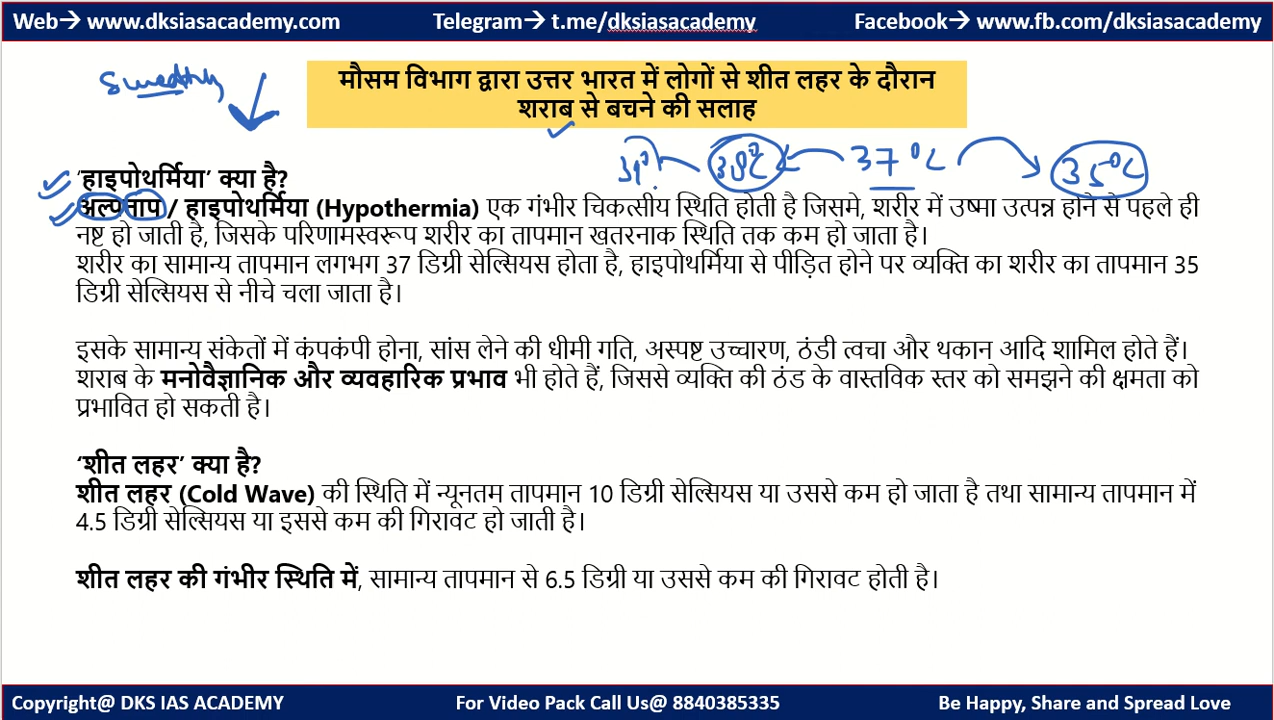 Web→ www.dksiasacademy.com Telegram→ t.me/dksiasacademy Facebook→ www.fb.com/dksiasacademy
मौसम विभाग द्वारा उत्तर भारत में लोगों से शीत लहर के दौरान
शराब से बचने की सलाह
39° 38°C 37°C 35°C
'हाइपोथर्मिया' क्या है?
अल्पताप / हाइपोथर्मिया (Hypothermia) एक गंभीर चिकत्सीय स्थिति होती है जिसमे, शरीर में उष्मा उत्पन्न होने से पहले ही
नष्ट हो जाती है, जिसके परिणामस्वरूप शरीर का तापमान खतरनाक स्थिति तक कम हो जाता है।
शरीर का सामान्य तापमान लगभग 37 डिग्री सेल्सियस होता है, हाइपोथर्मिया से पीड़ित होने पर व्यक्ति का शरीर का तापमान 35
डिग्री सेल्सियस से नीचे चला जाता है।
इसके सामान्य संकेतों में कंपकंपी होना, सांस लेने की धीमी गति, अस्पष्ट उच्चारण, ठंडी त्वचा और थकान आदि शामिल होते हैं।
शराब के मनोवैज्ञानिक और व्यवहारिक प्रभाव भी होते हैं, जिससे व्यक्ति की ठंड के वास्तविक स्तर को समझने की क्षमता को
प्रभावित हो सकती है।
'शीत लहर' क्या है?
शीत लहर (Cold Wave) की स्थिति में न्यूनतम तापमान 10 डिग्री सेल्सियस या उससे कम हो जाता है तथा सामान्य तापमान में
4.5 डिग्री सेल्सियस या इससे कम की गिरावट हो जाती है।
शीत लहर की गंभीर स्थिति में, सामान्य तापमान से 6.5 डिग्री या उससे कम की गिरावट होती है।
Copyright@ DKS IAS ACADEMY For Video Pack Call Us@ 8840385335 Be Happy, Share and Spread Love